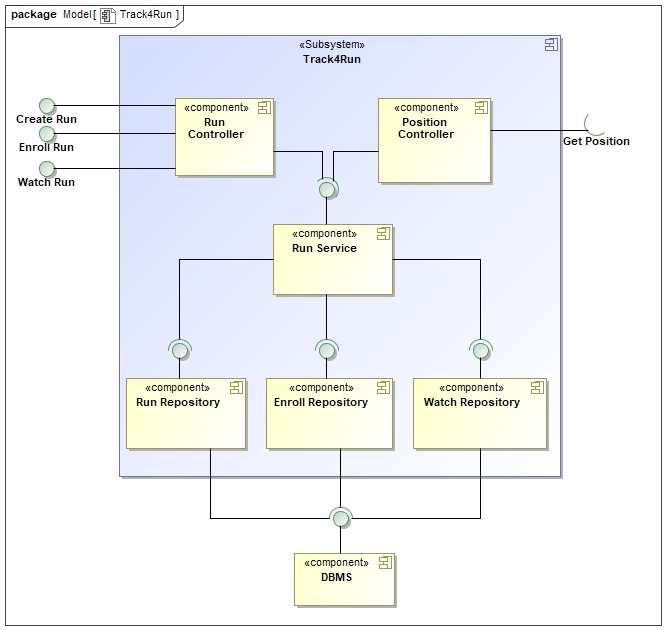 package Model[ Track4Run ]
«Subsystem»
Track4Run
Create Run
Enroll Run
Watch Run
«component»
Run
Controller
«component»
Position
Controller
Get Position
«component»
Run Service
«component»
Run Repository
«component»
Enroll Repository
«component»
Watch Repository
«component»
DBMS